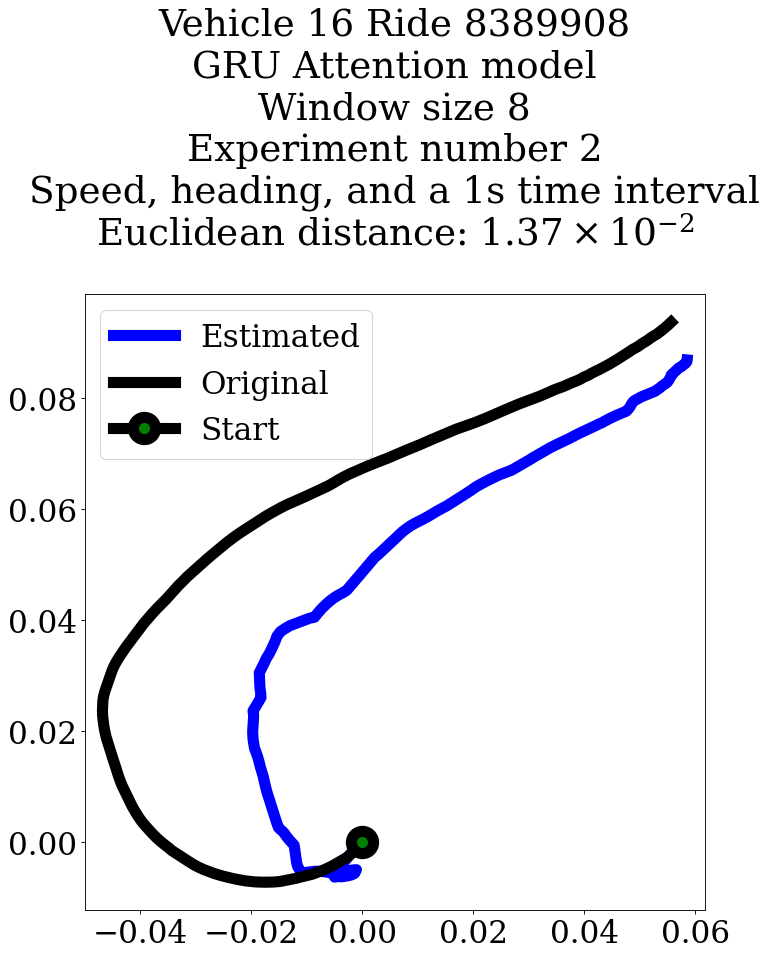 Vehicle 16 Ride 8389908
GRU Attention model
Window size 8
Experiment number 2
Speed, heading, and a 1s time interval
Euclidean distance: 1.37 × 10⁻²
Estimated
Original
Start
0.08
0.06
0.04
0.02
0.00
−0.04 −0.02 0.00 0.02 0.04 0.06